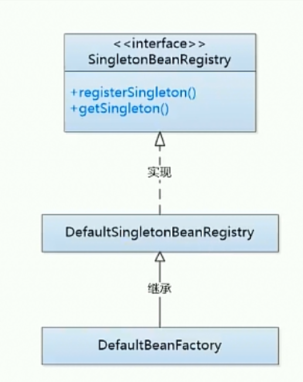 <<interface>>
SingletonBeanRegistry
+registerSingleton()
+getSingleton()
实现
DefaultSingletonBeanRegistry
继承
DefaultBeanFactory